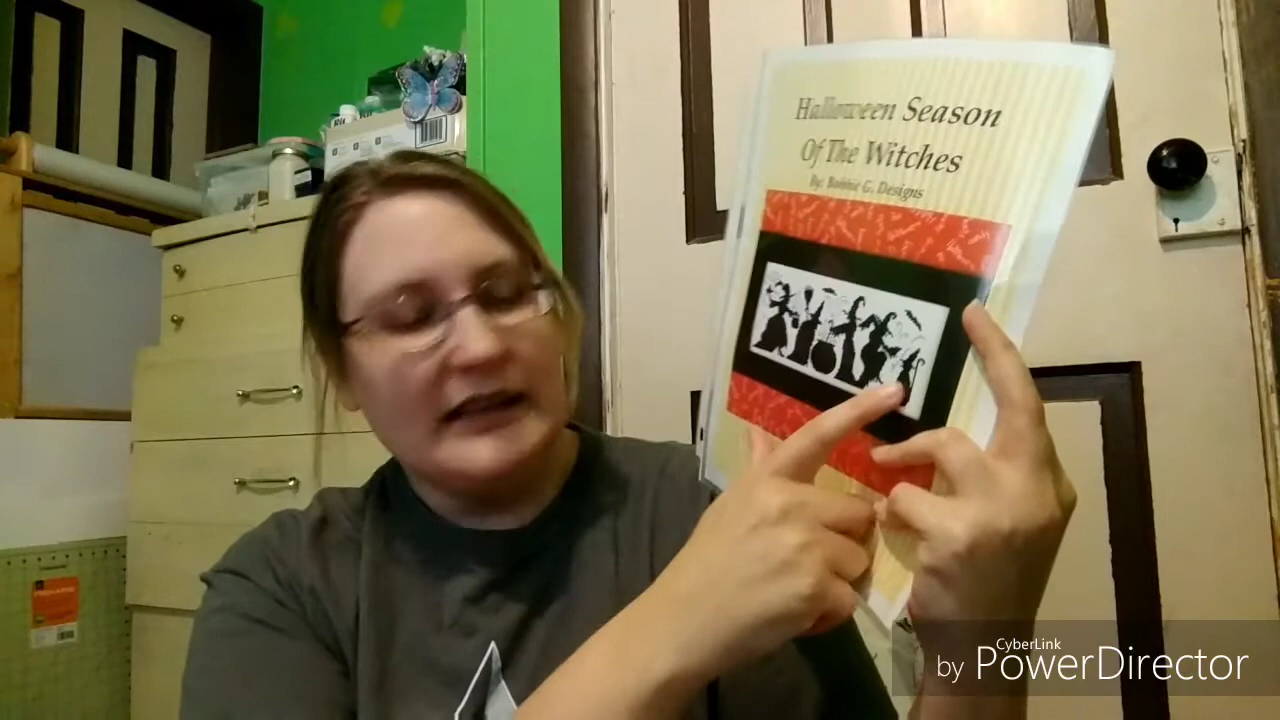 Halloween Season
Of The Witches
By: Bobbie G. Designs
CyberLink
by PowerDirector